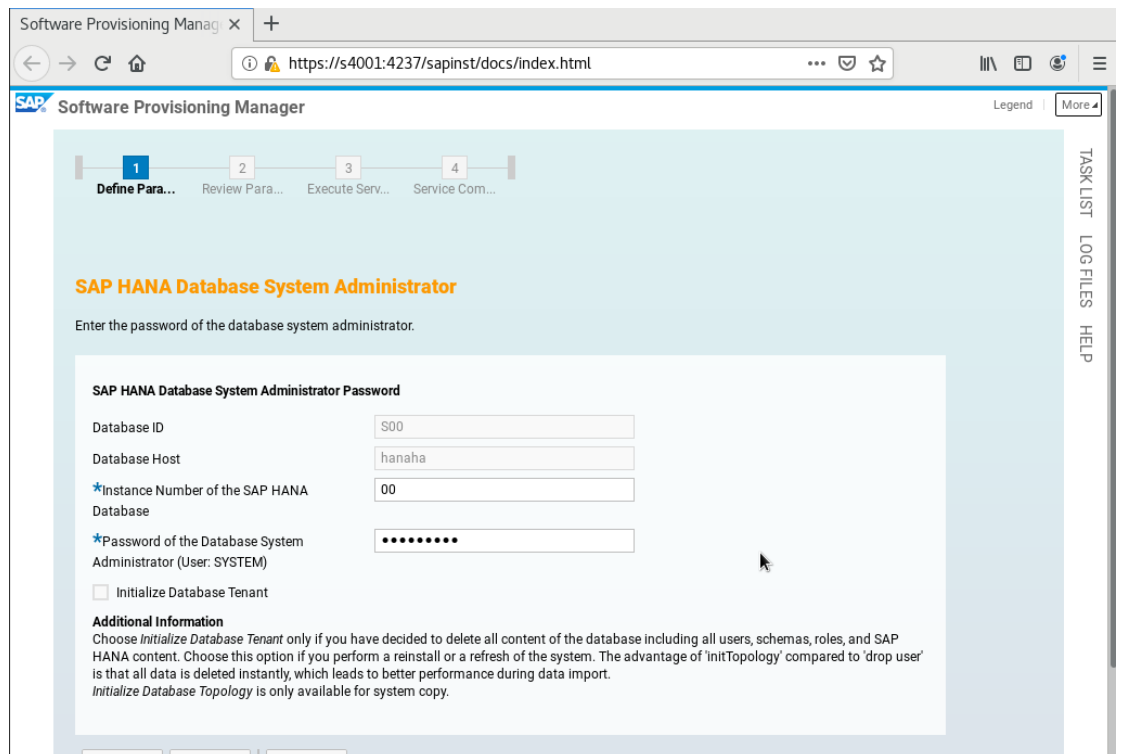 Software Provisioning Manag
https://s4001:4237/sapinst/docs/index.html
SAP Software Provisioning Manager
Legend
More
1
2
3
4
Define Para...
Review Para...
Execute Serv...
Service Com...
TASK LIST
LOG FILES
HELP
SAP HANA Database System Administrator
Enter the password of the database system administrator.
SAP HANA Database System Administrator Password
Database ID
S00
Database Host
hanaha
*Instance Number of the SAP HANA
Database
00
*Password of the Database System
Administrator (User: SYSTEM)
•••••••••
Initialize Database Tenant
Additional Information
Choose Initialize Database Tenant only if you have decided to delete all content of the database including all users, schemas, roles, and SAP
HANA content. Choose this option if you perform a reinstall or a refresh of the system. The advantage of 'initTopology' compared to 'drop user'
is that all data is deleted instantly, which leads to better performance during data import.
Initialize Database Topology is only available for system copy.